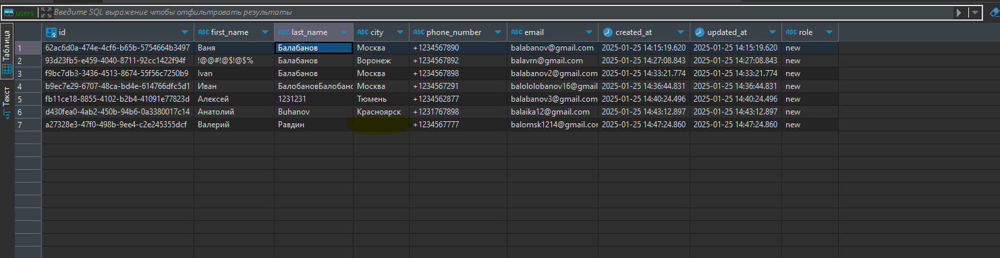 users Введите SQL выражение чтобы отфильтровать результаты
Таблица
Текст
id first_name last_name city phone_number email created_at updated_at role
1 62ac6d0a-474e-4cf6-b65b-5754664b3497 Ваня Балабанов Москва +1234567890 balabanov@gmail.com 2025-01-25 14:15:19.620 2025-01-25 14:15:19.620 new
2 93d23fb5-e459-4040-8711-92cc1422f94f !@@#!@$!@$% Балабанов Воронеж +1234567892 balavrn@gmail.com 2025-01-25 14:27:08.843 2025-01-25 14:27:08.843 new
3 f9bc7db3-3436-4513-8674-55f56c7250b9 Ivan Балабанов Москва +1234567898 balabanov2@gmail.com 2025-01-25 14:33:21.774 2025-01-25 14:33:21.774 new
4 b9ec7e29-6707-48ca-bd4e-614766dfc5d1 Иван БалобановБалобано Москва +1234567291 balololobanov16@gmail 2025-01-25 14:36:44.831 2025-01-25 14:36:44.831 new
5 fb11ce18-8855-4102-b2b4-41091e77823d Алексей 1231231 Тюмень +1234562877 balabanov3@gmail.com 2025-01-25 14:40:24.496 2025-01-25 14:40:24.496 new
6 d430fea0-4ab2-450b-94b6-0a3380017c14 Анатолий Buhanov Красноярск +1231767898 balaika12@gmail.com 2025-01-25 14:43:12.897 2025-01-25 14:43:12.897 new
7 a27328e3-47f0-498b-9ee4-c2e245355dcf Валерий Равдин +1234567777 balomsk1214@gmail.com 2025-01-25 14:47:24.860 2025-01-25 14:47:24.860 new